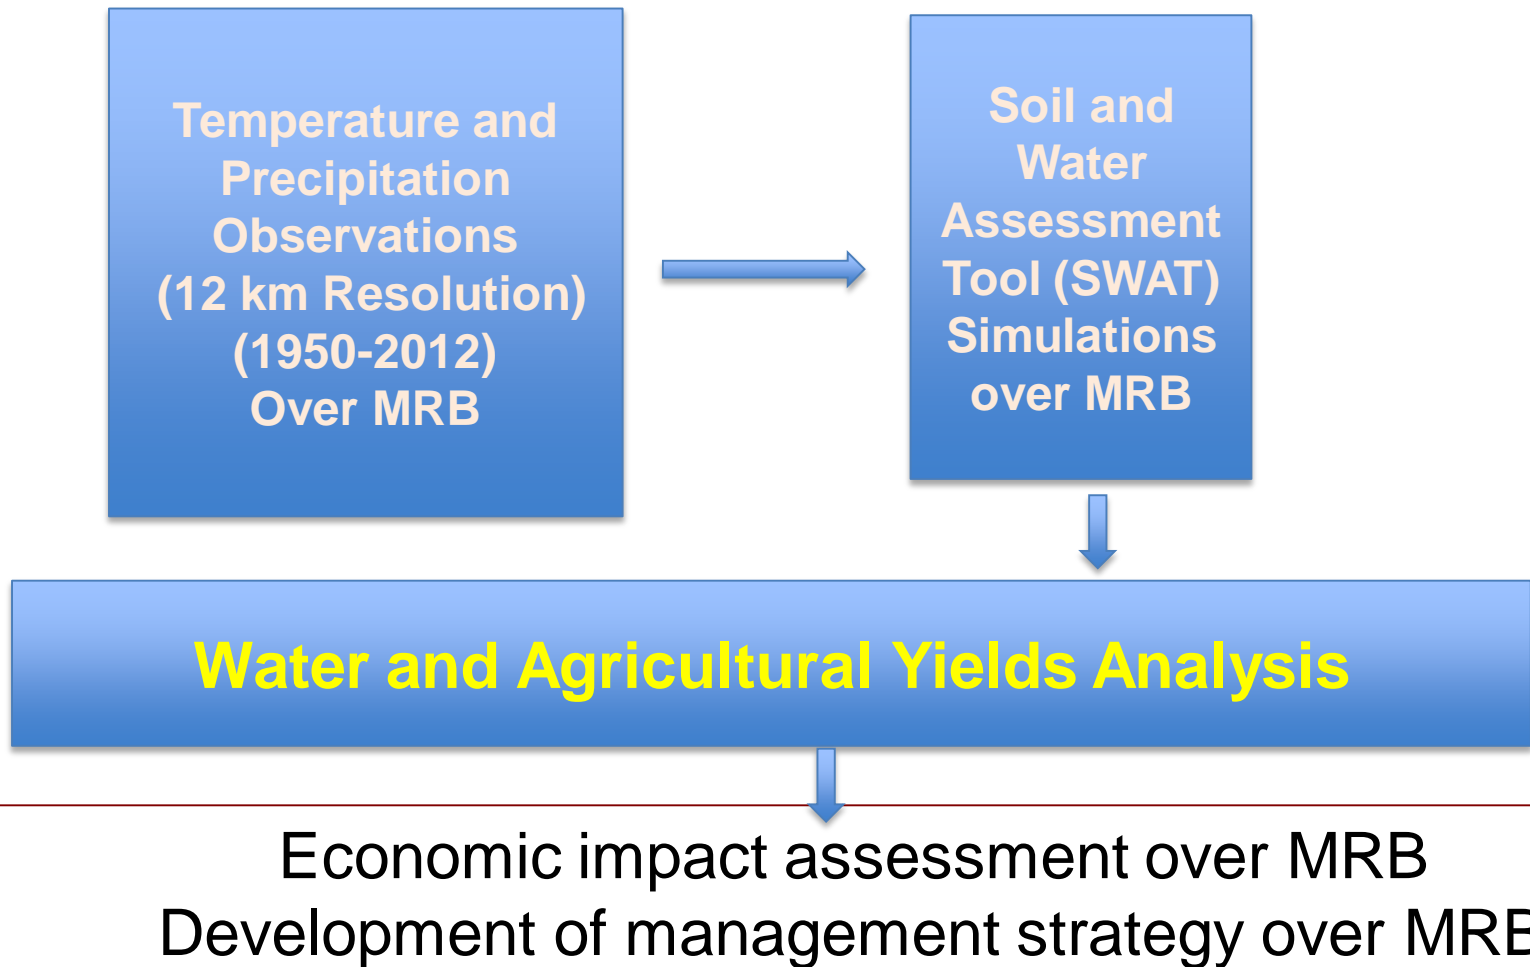 Temperature and
Precipitation
Observations
(12 km Resolution)
(1950-2012)
Over MRB
Soil and
Water
Assessment
Tool (SWAT)
Simulations
over MRB
Water and Agricultural Yields Analysis
Economic impact assessment over MRB
Development of management strategy over MRB